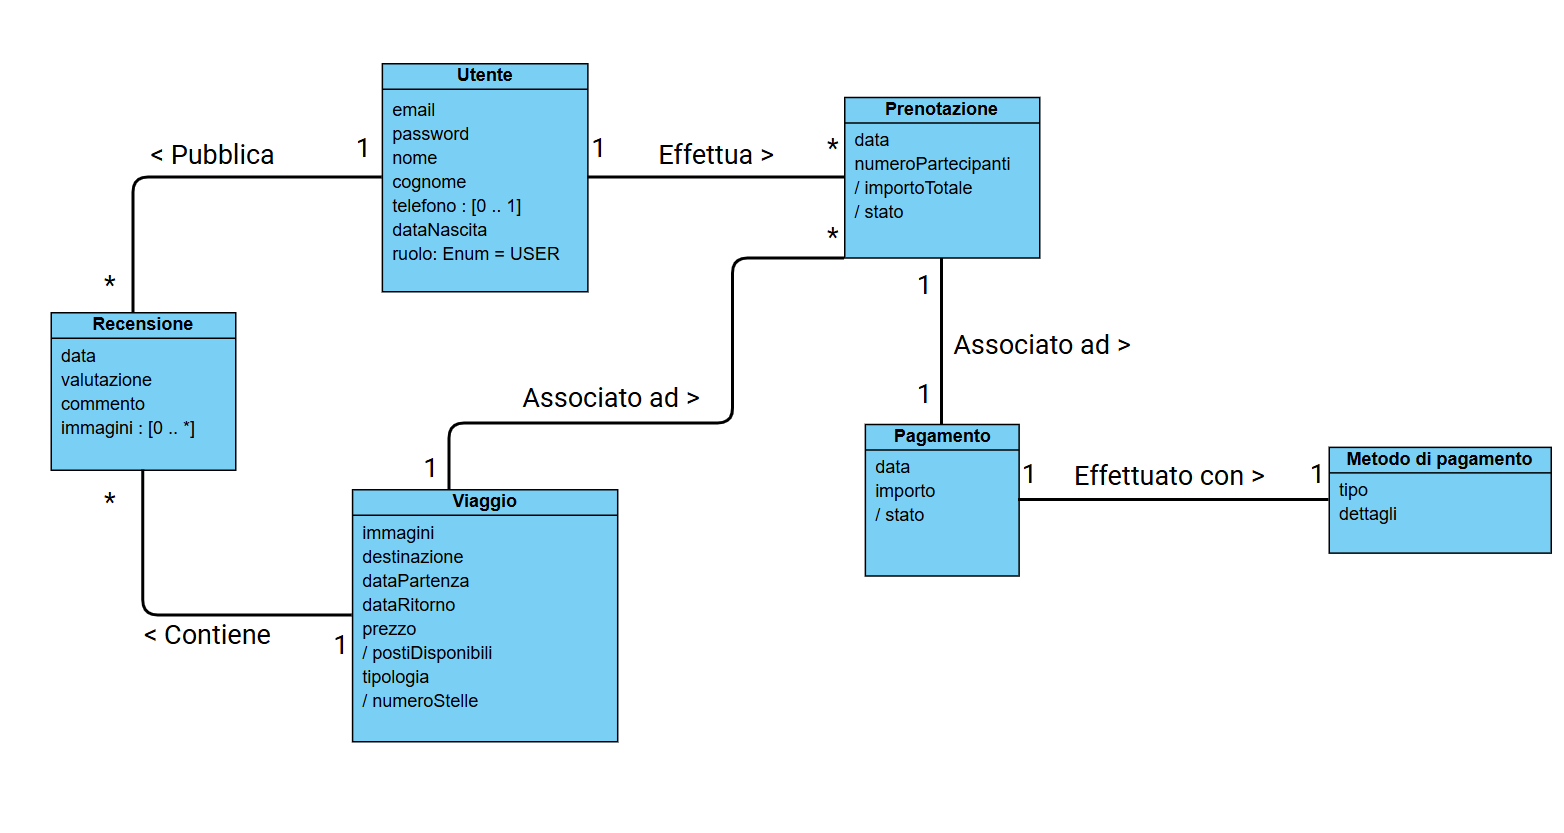 Utente
email
password
nome
cognome
telefono : [0 .. 1]
dataNascita
ruolo: Enum = USER
< Pubblica
1
*
1
Effettua >
*
Prenotazione
data
numeroPartecipanti
/ importoTotale
/ stato
*
1
Associato ad >
1
Recensione
data
valutazione
commento
immagini : [0 .. *]
*
Associato ad >
1
Viaggio
immagini
destinazione
dataPartenza
dataRitorno
prezzo
/ postiDisponibili
tipologia
/ numeroStelle
< Contiene
1
Pagamento
data
importo
/ stato
1
Effettuato con >
1
Metodo di pagamento
tipo
dettagli